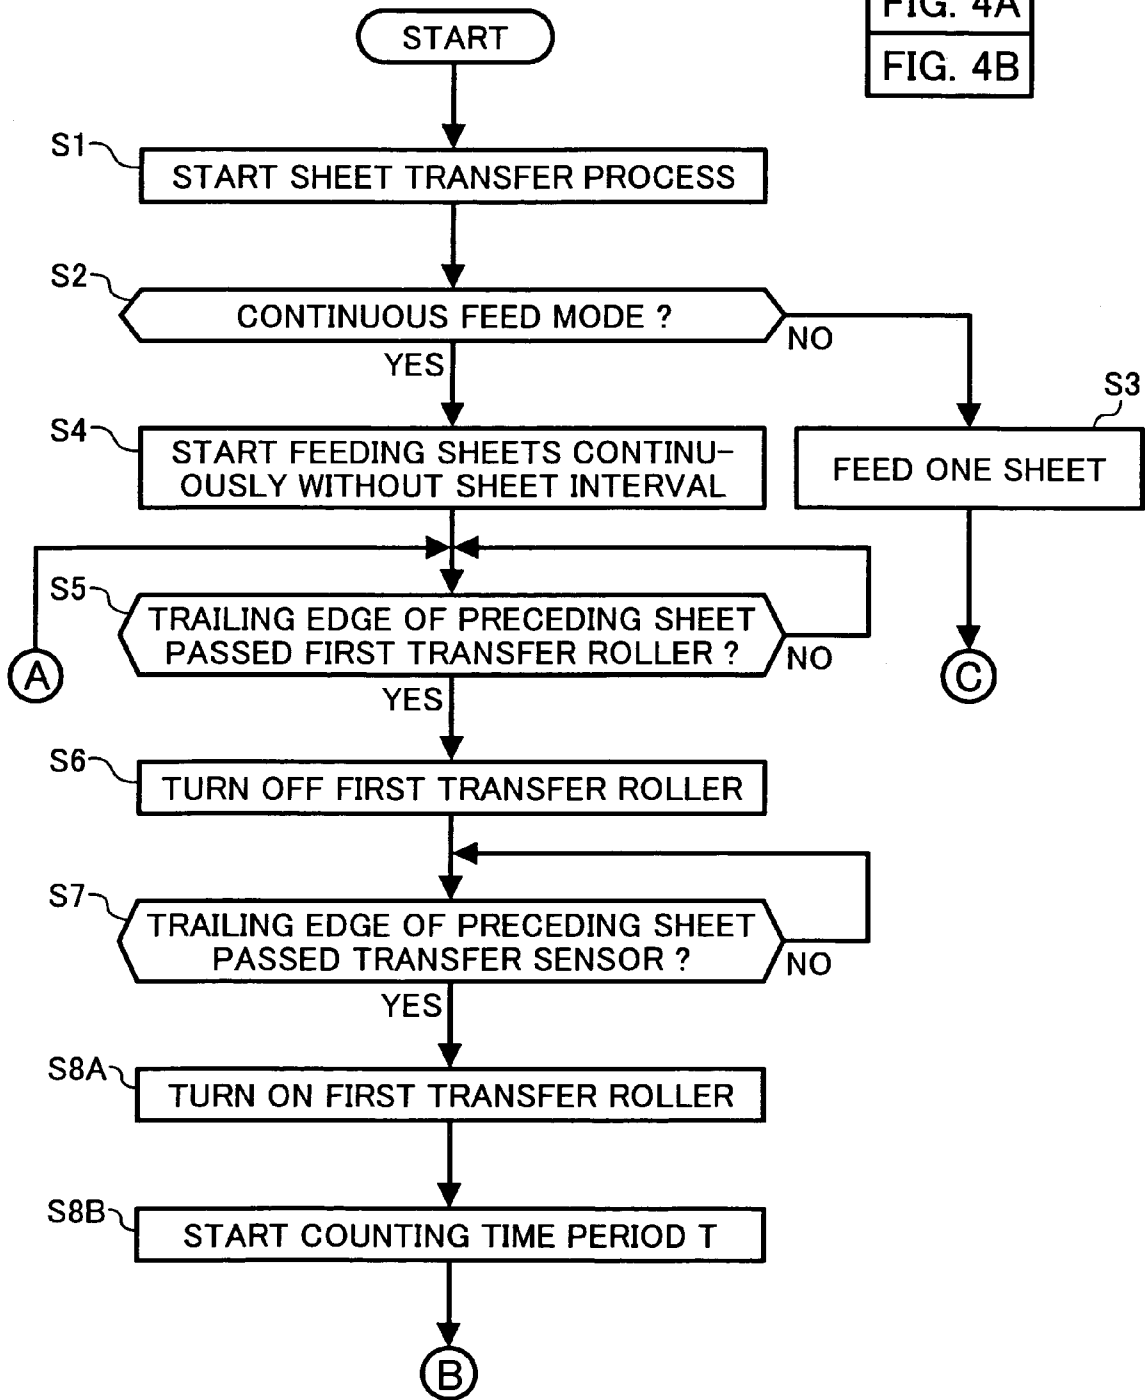 FIG. 4A
FIG. 4B
START
S1
START SHEET TRANSFER PROCESS
S2
CONTINUOUS FEED MODE ?
NO
YES
S3
FEED ONE SHEET
S4
START FEEDING SHEETS CONTINU-
OUSLY WITHOUT SHEET INTERVAL
S5
TRAILING EDGE OF PRECEDING SHEET
PASSED FIRST TRANSFER ROLLER ?
NO
A
C
YES
S6
TURN OFF FIRST TRANSFER ROLLER
S7
TRAILING EDGE OF PRECEDING SHEET
PASSED TRANSFER SENSOR ?
NO
YES
S8A
TURN ON FIRST TRANSFER ROLLER
S8B
START COUNTING TIME PERIOD T
B